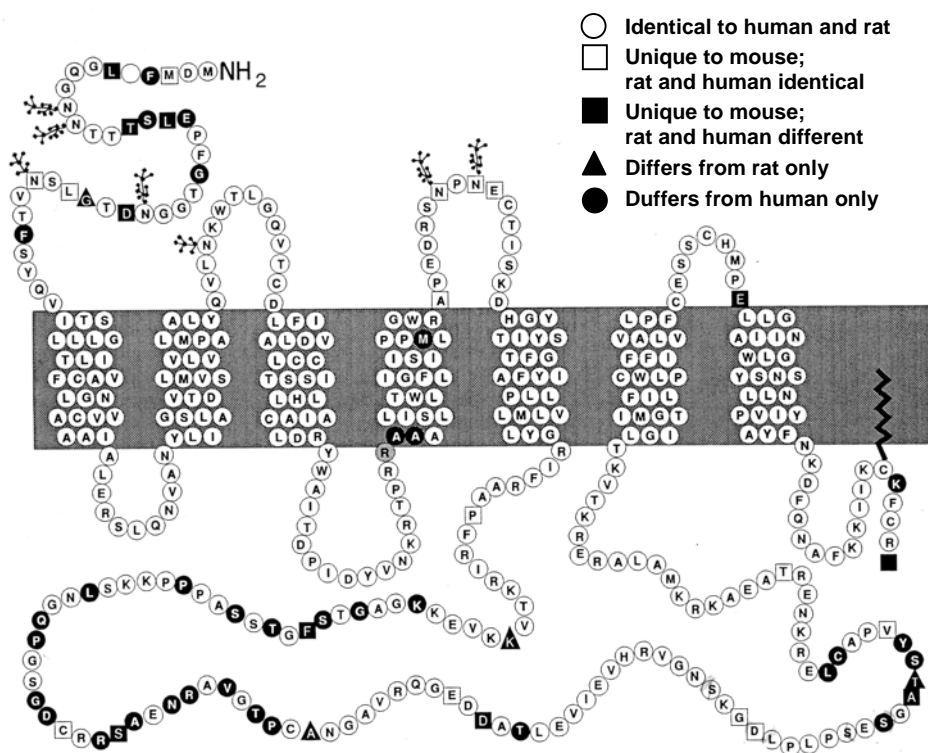 NH2
M D M F L G Q G N N T T T S L E P F G T G G N D T G L S N V T F S Y Q V
I T S
L L L G
T L I
F C A V
L G N
A C V V
A A I
A L E R S L Q N V A N
A L Y
L M P A
V L V
L M V S
V T D
G S L A
Y L I
Q V L N K W T L G Q V T C D
L F I
A L D V
L C C
T S S I
L H L
C A I A
L D R
Y W A I T D P I D Y V N K R T P R R
G W R
P P M L
I S I
I G F L
T W L
L I S L
A A A
A P E D R S N P N E C T I S K D
H G Y
T I Y S
T F G
A F Y I
P L L
L M L V
L Y G
R I F R A A P F R I R K T V K K V E K K G A G T S F G T S S A P P P K K S L N G Q P G S G D C R R S A E N R A V G T P C A N G A V R Q G E D D A T L E V I E V H R V G N S K G D L P L P S E S G A T S Y V P A C L E R K N E R T A E A K R K M A L A R E R K T V K T
L P F
V A L V
F F I
C W L P
F I L
I M G T
L G I
C E S S C H M P E
L L G
A I I N
W L G
Y S N S
L L N
P V I Y
A Y F
N K D F Q N A F K K I I K C K F C R
Identical to human and rat
Unique to mouse;
rat and human identical
Unique to mouse;
rat and human different
Differs from rat only
Duffers from human only